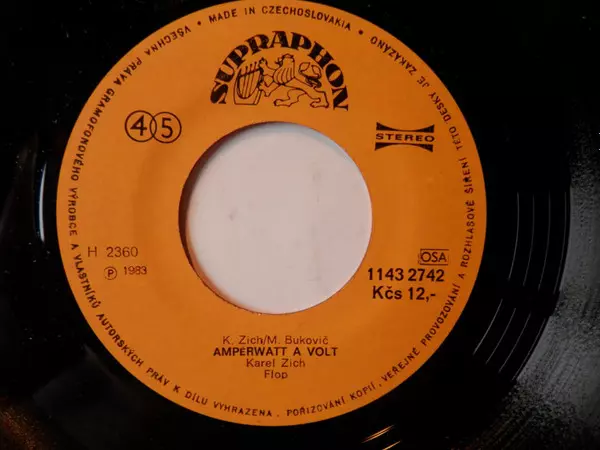 VŠECHNA PRÁVA GRAMOFONOVÉHO VÝROBCE A VLASTNÍKŮ AUTORSKÝCH PRÁV K DÍLU VYHRAZENA. POŘIZOVÁNÍ KOPIÍ, VEŘEJNÉ PROVOZOVÁNÍ A ROZHLASOVÉ ŠÍŘENÍ TÉTO DESKY JE ZAKÁZÁNO
• MADE IN CZECHOSLOVAKIA •
SUPRAPHON
45
STEREO
H 2360
℗ 1983
OSA
1143 2742
Kčs 12,-
K. Zich/M. Bukovič
AMPERWATT A VOLT
Karel Zich
Flop